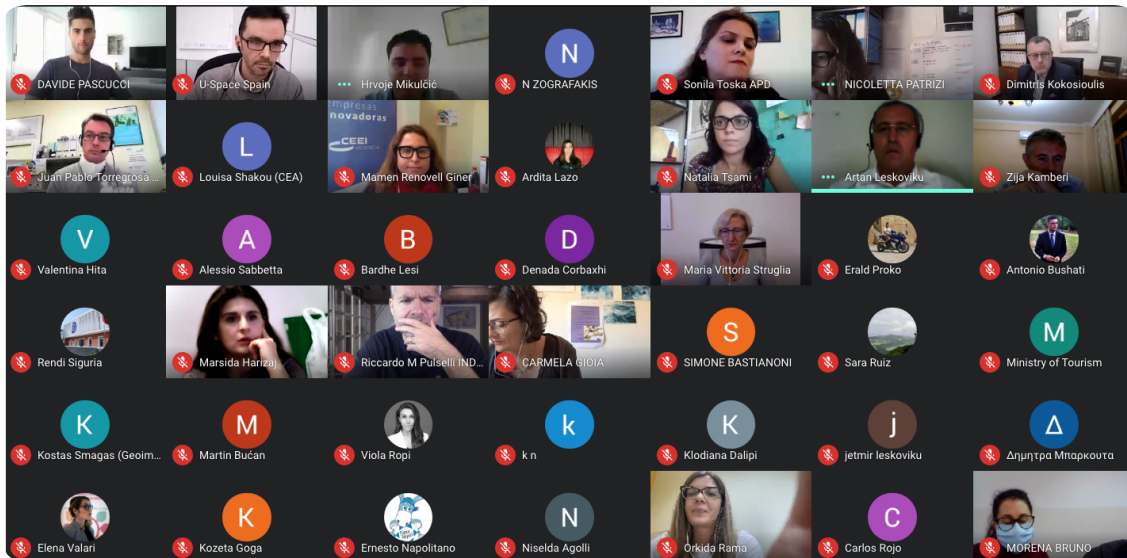 DAVIDE PASCUCCI
U-Space Spain
Hrvoje Mikulčić
N
N ZOGRAFAKIS
Sonila Toska APD
NICOLETTA PATRIZI
Dimitris Kokosioulis
Juan Pablo Torregrosa ...
L
Louisa Shakou (CEA)
mpresas
nnovadoras
CEEI
VALENCIA
Mamen Renovell Giner
Ardita Lazo
Natalia Tsami
Artan Leskoviku
Zija Kamberi
V
Valentina Hita
A
Alessio Sabbetta
B
Bardhe Lesi
D
Denada Corbaxhi
Maria Vittoria Struglia
Erald Proko
Antonio Bushati
Rendi Siguria
Marsida Harizaj
Riccardo M Pulselli IND...
CARMELA GIOIA
S
SIMONE BASTIANONI
Sara Ruiz
M
Ministry of Tourism
K
Kostas Smagas (Geoim...
M
Martin Bućan
Viola Ropi
k
k n
K
Klodiana Dalipi
j
jetmir leskoviku
Δ
Δημητρα Μπαρκουτα
Elena Valari
K
Kozeta Goga
Ernesto Napolitano
N
Niselda Agolli
Orkida Rama
C
Carlos Rojo
MORENA BRUNO